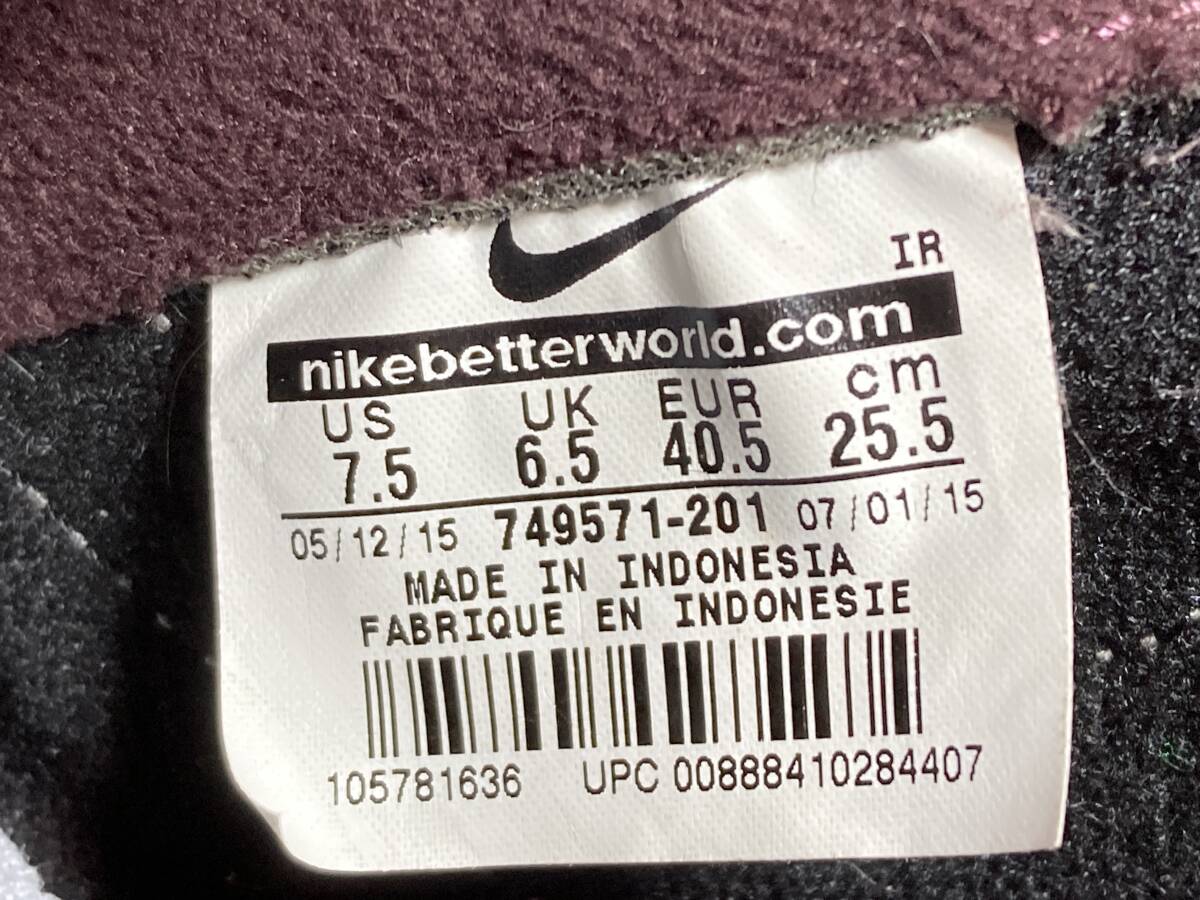 IR
nikebetterworld.com
US UK EUR cm
7.5 6.5 40.5 25.5
05/12/15 749571-201 07/01/15
MADE IN INDONESIA
FABRIQUE EN INDONESIE
105781636 UPC 00888410284407